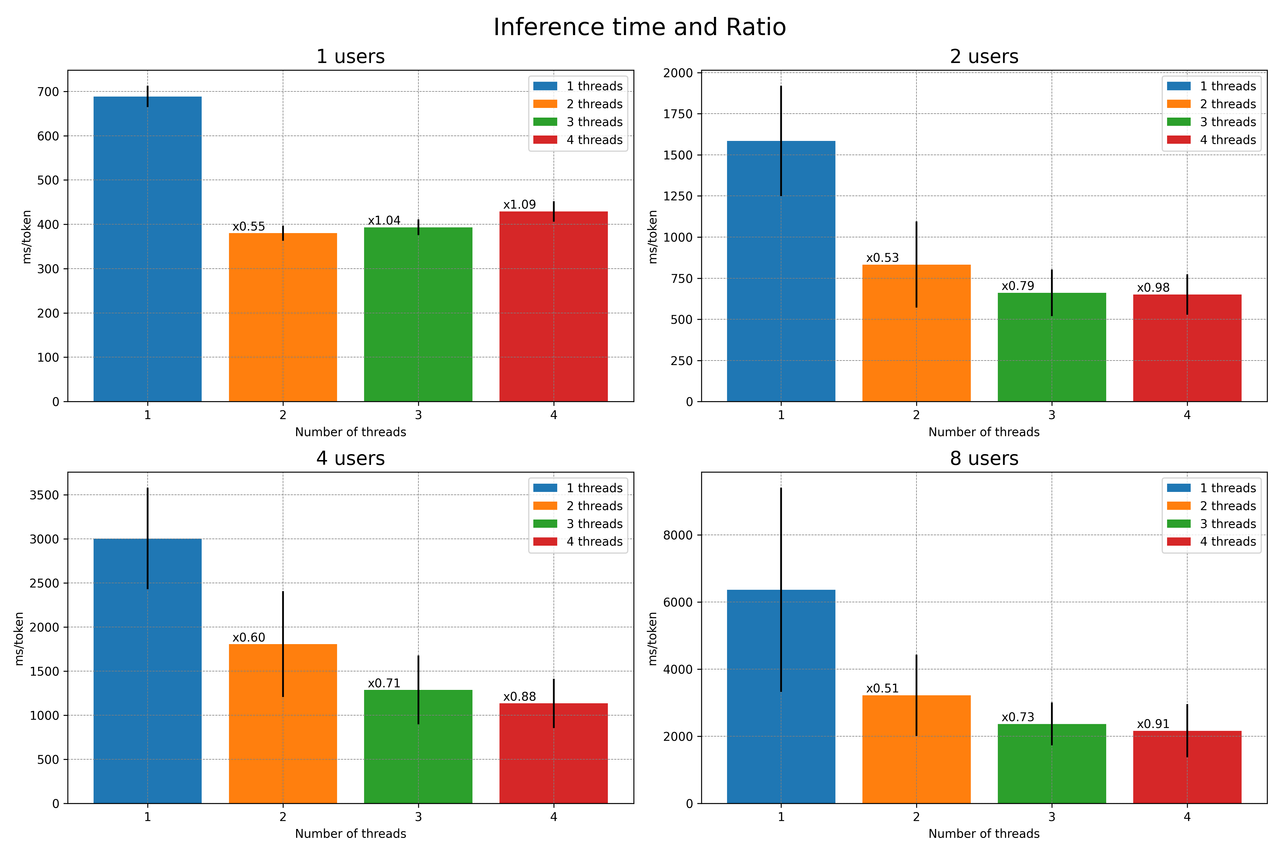 Inference time and Ratio
1 users
ms/token
700
600
500
400
300
200
100
0
x0.55
x1.04
x1.09
1 threads
2 threads
3 threads
4 threads
1 2 3 4
Number of threads
2 users
ms/token
2000
1750
1500
1250
1000
750
500
250
0
x0.53
x0.79
x0.98
1 threads
2 threads
3 threads
4 threads
1 2 3 4
Number of threads
4 users
ms/token
3500
3000
2500
2000
1500
1000
500
0
x0.60
x0.71
x0.88
1 threads
2 threads
3 threads
4 threads
1 2 3 4
Number of threads
8 users
ms/token
8000
6000
4000
2000
0
x0.51
x0.73
x0.91
1 threads
2 threads
3 threads
4 threads
1 2 3 4
Number of threads